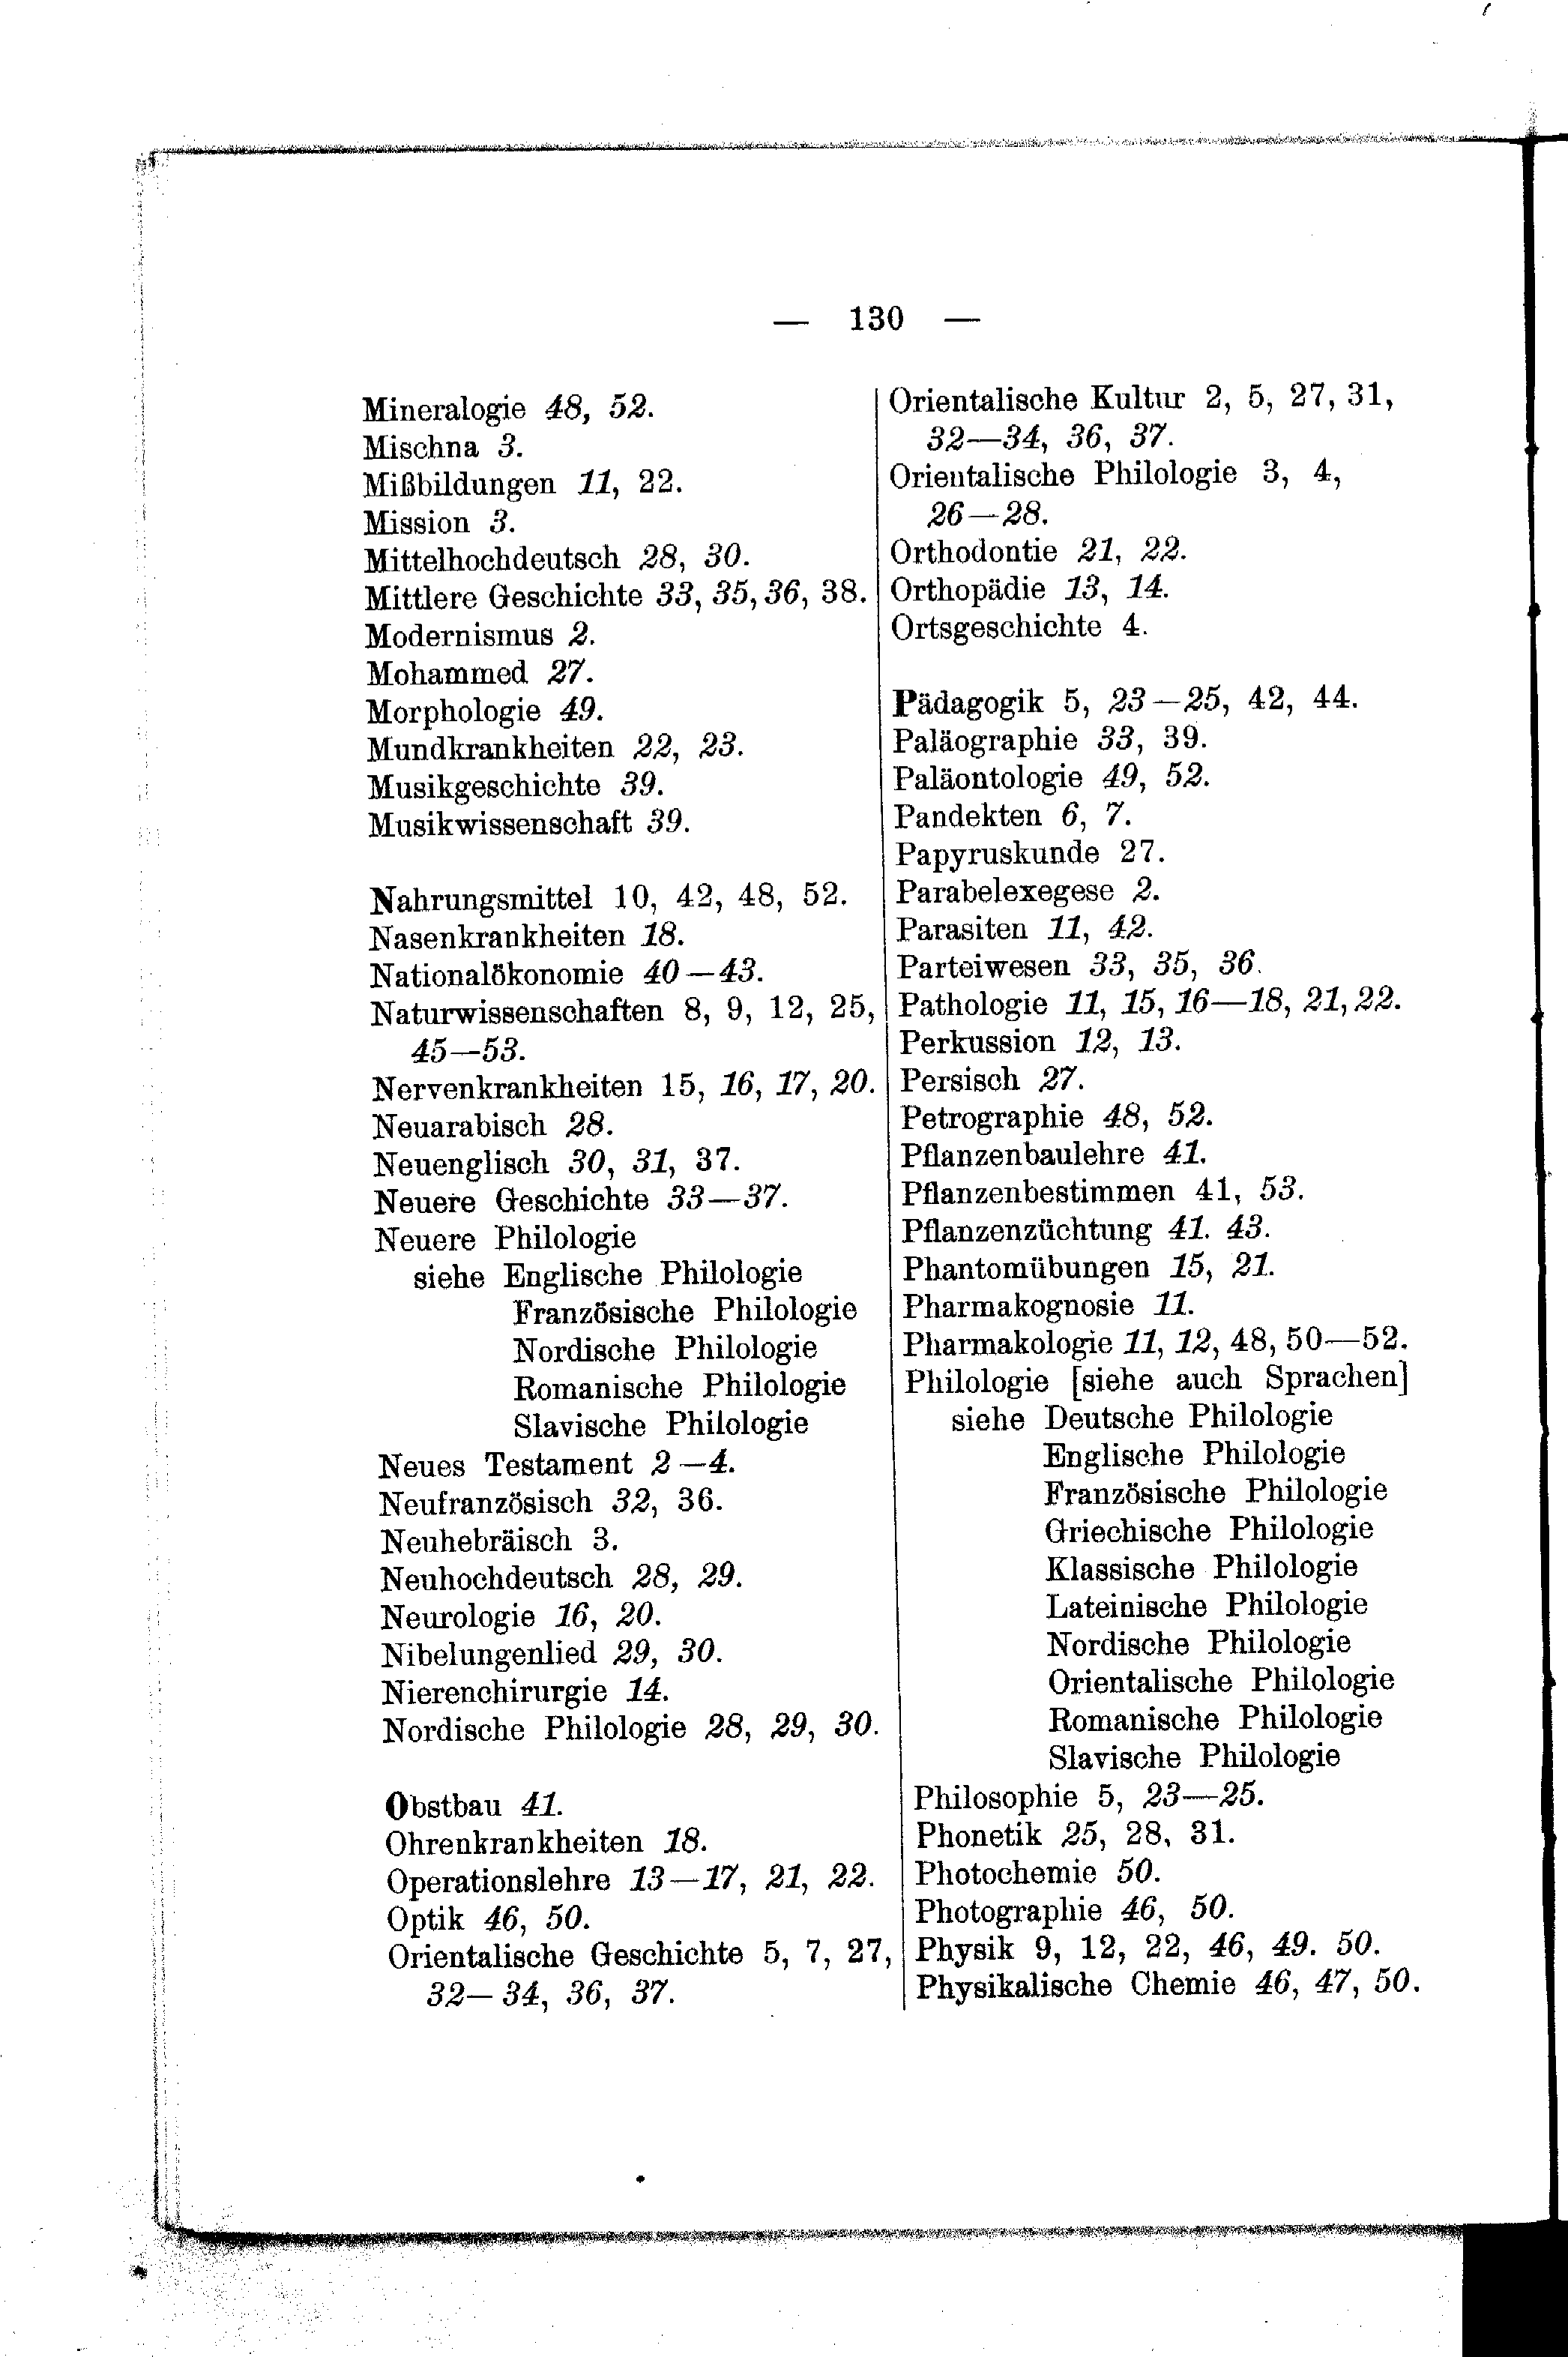 — 130 —
Mineralogie 48, 52.
Mischna 3.
Mißbildungen 11, 22.
Mission 3.
Mittelhochdeutsch 28, 30.
Mittlere Geschichte 33, 35, 36, 38.
Modernismus 2.
Mohammed 27.
Morphologie 49.
Mundkrankheiten 22, 23.
Musikgeschichte 39.
Musikwissenschaft 39.
Nahrungsmittel 10, 42, 48, 52.
Nasenkrankheiten 18.
Nationalökonomie 40—43.
Naturwissenschaften 8, 9, 12, 25,
45—53.
Nervenkrankheiten 15, 16, 17, 20.
Neuarabisch 28.
Neuenglisch 30, 31, 37.
Neuere Geschichte 33—37.
Neuere Philologie
siehe Englische Philologie
Französische Philologie
Nordische Philologie
Romanische Philologie
Slavische Philologie
Neues Testament 2—4.
Neufranzösisch 32, 36.
Neuhebräisch 3.
Neuhochdeutsch 28, 29.
Neurologie 16, 20.
Nibelungenlied 29, 30.
Nierenchirurgie 14.
Nordische Philologie 28, 29, 30.
Obstbau 41.
Ohrenkrankheiten 18.
Operationslehre 13—17, 21, 22.
Optik 46, 50.
Orientalische Geschichte 5, 7, 27,
32—34, 36, 37.
Orientalische Kultur 2, 5, 27, 31,
32—34, 36, 37.
Orientalische Philologie 3, 4,
26—28.
Orthodontie 21, 22.
Orthopädie 13, 14.
Ortsgeschichte 4.
Pädagogik 5, 23—25, 42, 44.
Paläographie 33, 39.
Paläontologie 49, 52.
Pandekten 6, 7.
Papyruskunde 27.
Parabelexegese 2.
Parasiten 11, 42.
Parteiwesen 33, 35, 36.
Pathologie 11, 15, 16—18, 21, 22.
Perkussion 12, 13.
Persisch 27.
Petrographie 48, 52.
Pflanzenbaulehre 41.
Pflanzenbestimmen 41, 53.
Pflanzenzüchtung 41. 43.
Phantomübungen 15, 21.
Pharmakognosie 11.
Pharmakologie 11, 12, 48, 50—52.
Philologie [siehe auch Sprachen]
siehe Deutsche Philologie
Englische Philologie
Französische Philologie
Griechische Philologie
Klassische Philologie
Lateinische Philologie
Nordische Philologie
Orientalische Philologie
Romanische Philologie
Slavische Philologie
Philosophie 5, 23—25.
Phonetik 25, 28, 31.
Photochemie 50.
Photographie 46, 50.
Physik 9, 12, 22, 46, 49. 50.
Physikalische Chemie 46, 47, 50.